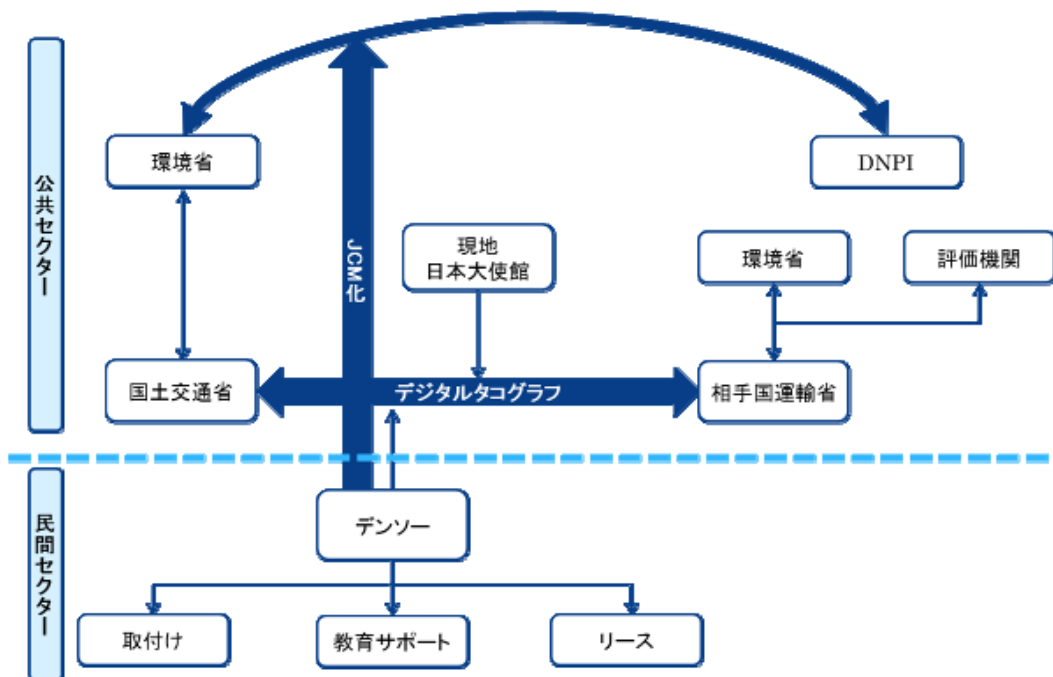 公共セクター
環境省
DNPI
JCM化
現地
日本大使館
環境省
評価機関
国土交通省
デジタルタコグラフ
相手国運輸省
民間セクター
デンソー
取付け
教育サポート
リース